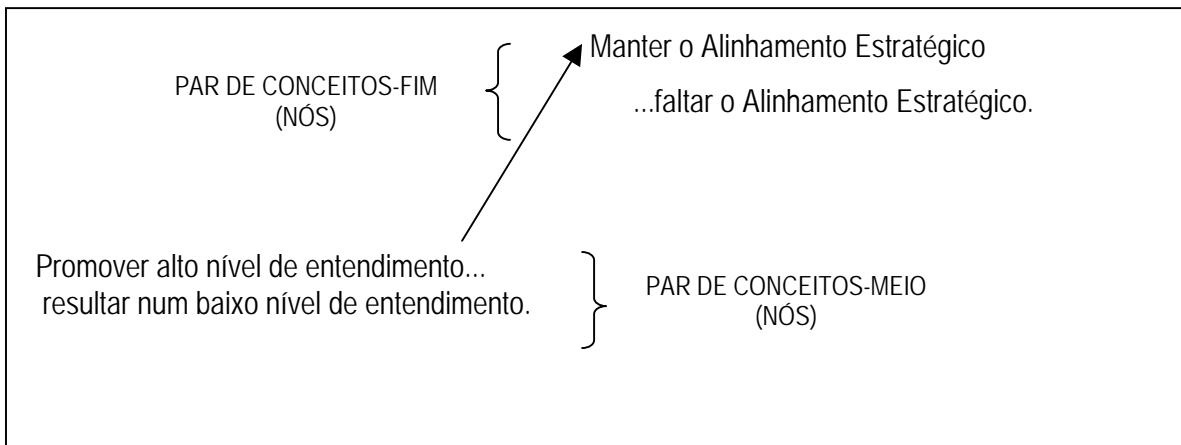 Manter o Alinhamento Estratégico
PAR DE CONCEITOS-FIM
(NÓS)
...faltar o Alinhamento Estratégico.
Promover alto nível de entendimento...
resultar num baixo nível de entendimento.
PAR DE CONCEITOS-MEIO
(NÓS)